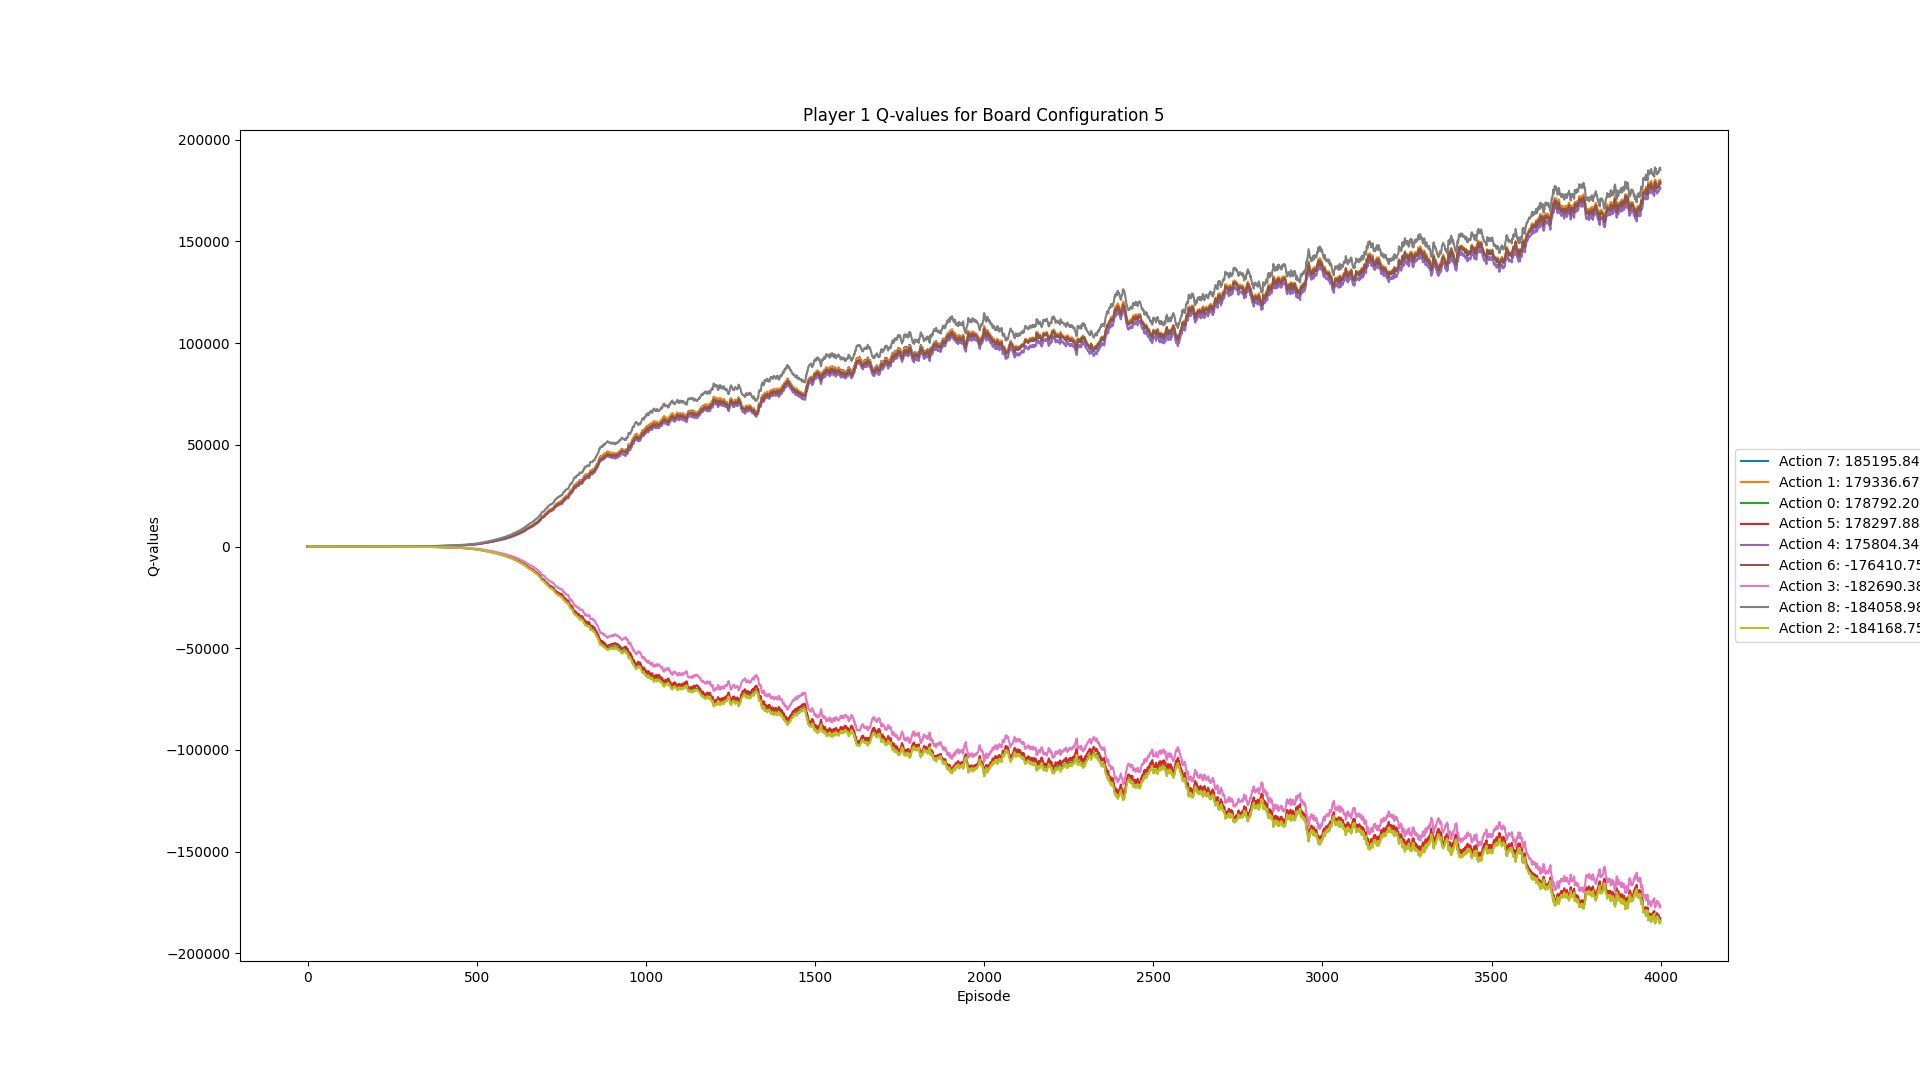 Player 1 Q-values for Board Configuration 5
200000
150000
100000
50000
0
−50000
−100000
−150000
−200000
Q-values
0 500 1000 1500 2000 2500 3000 3500 4000
Episode
Action 7: 185195.84
Action 1: 179336.67
Action 0: 178792.20
Action 5: 178297.88
Action 4: 175804.34
Action 6: -176410.75
Action 3: -182690.38
Action 8: -184058.98
Action 2: -184168.75